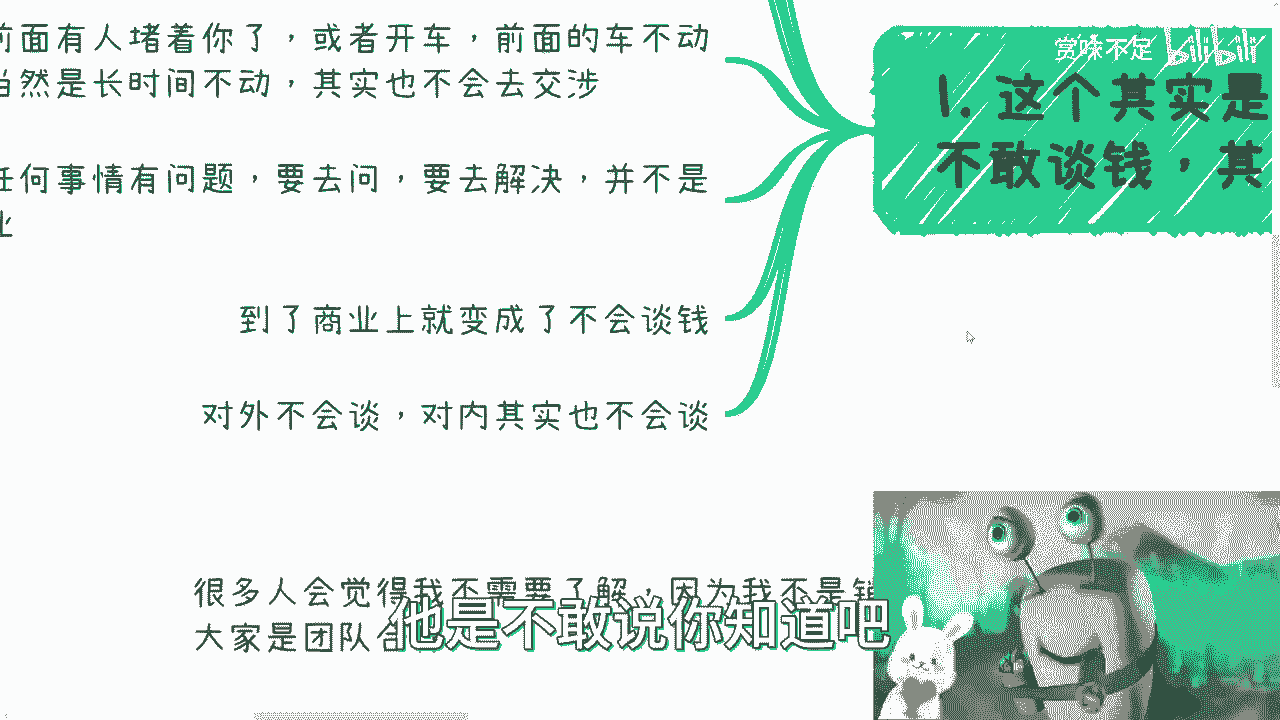 前面有人堵着你了，或者开车，前面的车不动
当然是长时间不动，其实也不会去交涉
任何事情有问题，要去问，要去解决，并不是
业
到了商业上就变成了不会谈钱
对外不会谈，对内其实也不会谈
赏味不足 bilibili
1. 这个其实是
不敢谈钱，其
很多人会觉得我不需要了解，因为我不是销
大家是团队合
他是不敢说你知道吧